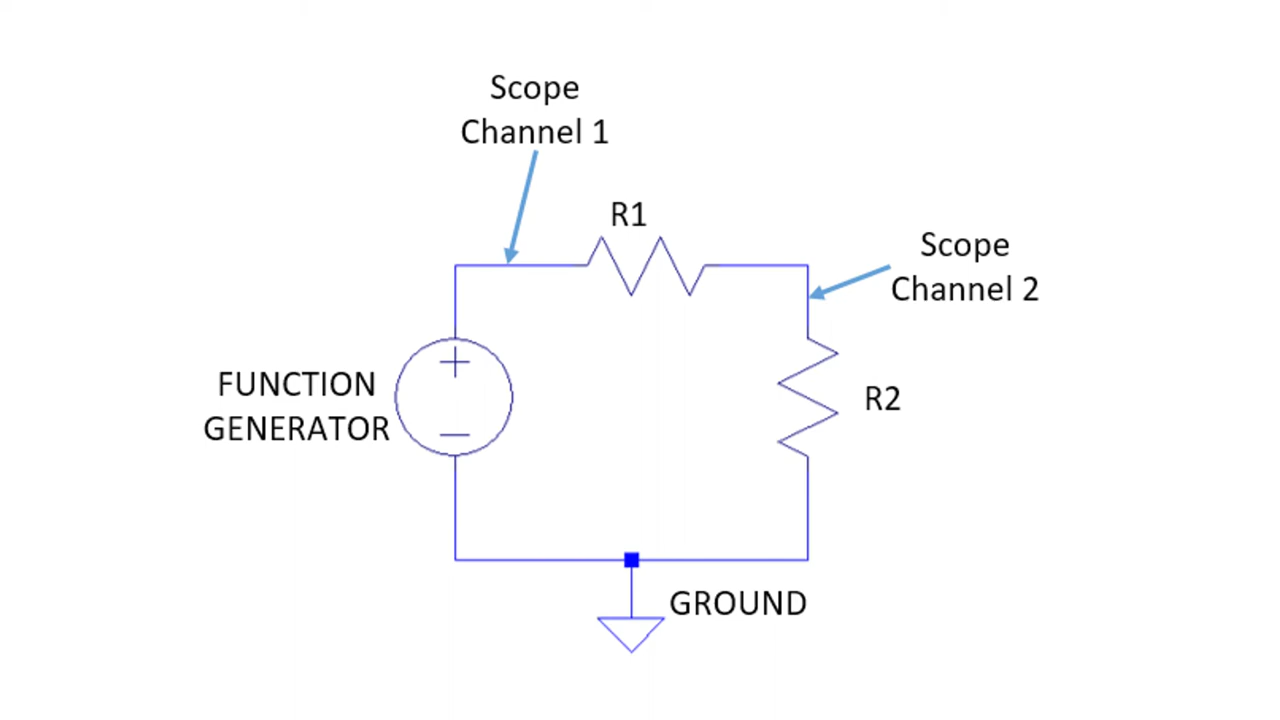 Scope
Channel 1
R1
Scope
Channel 2
FUNCTION
GENERATOR
R2
GROUND